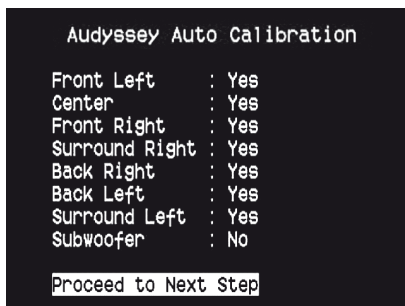 Audyssey Auto Calibration
Front Left : Yes
Center : Yes
Front Right : Yes
Surround Right : Yes
Back Right : Yes
Back Left : Yes
Surround Left : Yes
Subwoofer : No
Proceed to Next Step